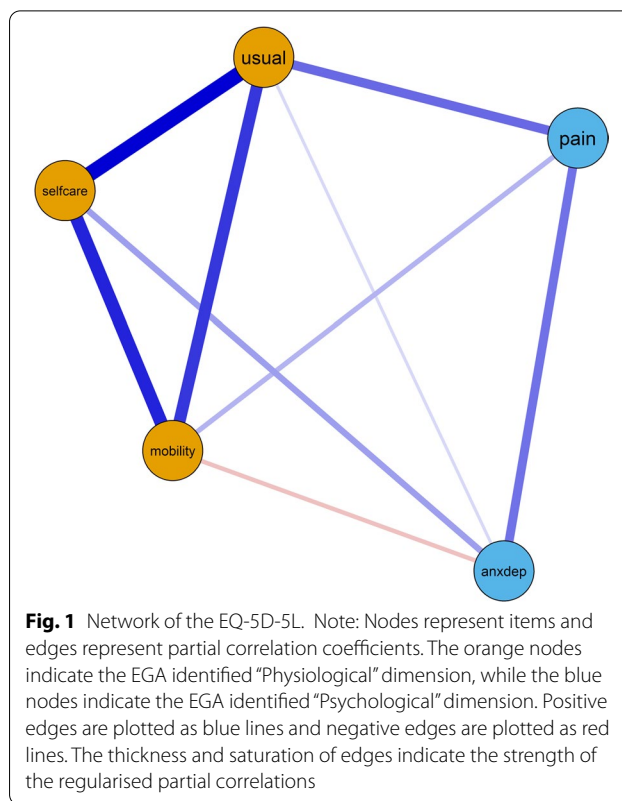 usual
pain
selfcare
mobility
anxdep
Fig. 1 Network of the EQ-5D-5L. Note: Nodes represent items and
edges represent partial correlation coefficients. The orange nodes
indicate the EGA identified “Physiological” dimension, while the blue
nodes indicate the EGA identified “Psychological” dimension. Positive
edges are plotted as blue lines and negative edges are plotted as red
lines. The thickness and saturation of edges indicate the strength of
the regularised partial correlations